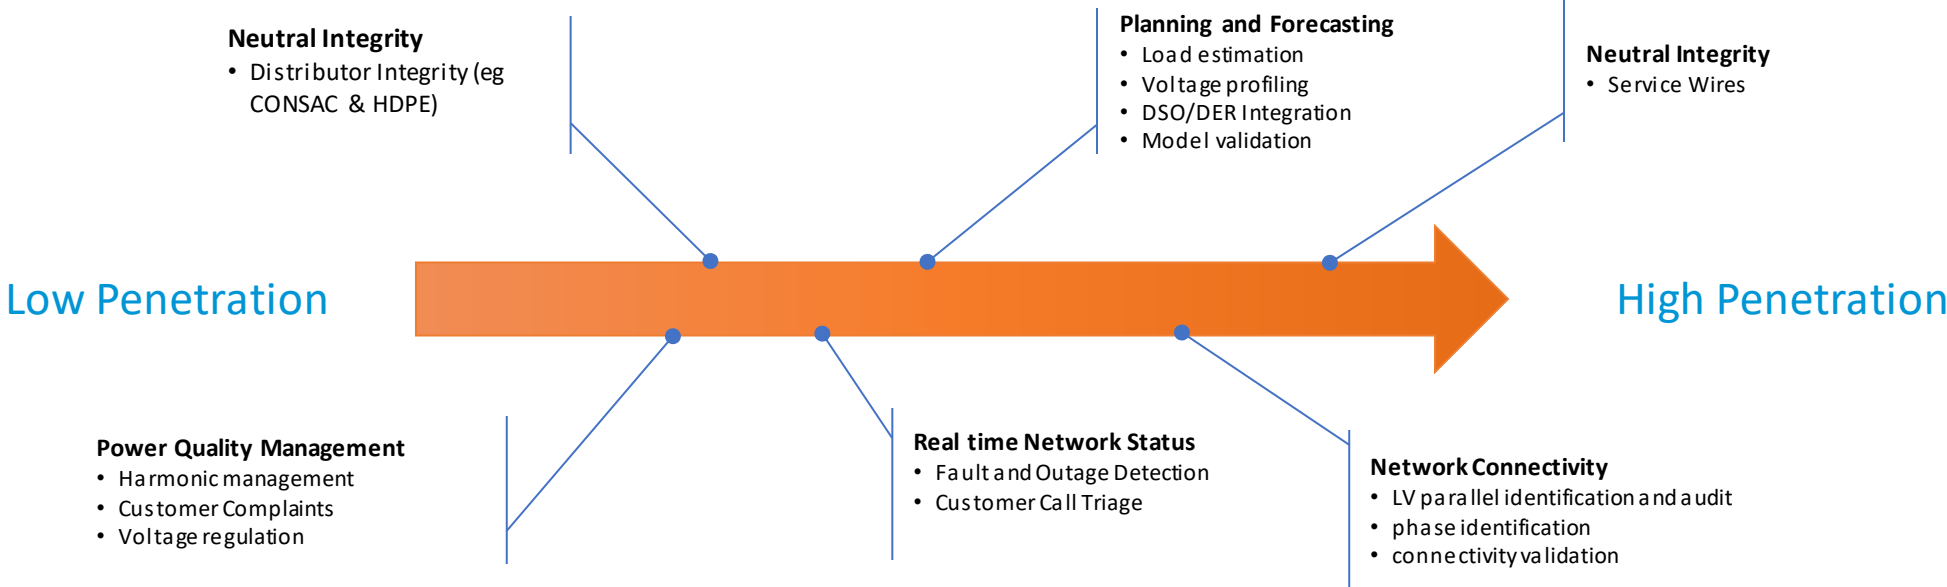 Neutral Integrity
• Distributor Integrity (eg
CONSAC & HDPE)
Planning and Forecasting
• Load estimation
• Voltage profiling
• DSO/DER Integration
• Model validation
Neutral Integrity
• Service Wires
Low Penetration
High Penetration
Power Quality Management
• Harmonic management
• Customer Complaints
• Voltage regulation
Real time Network Status
• Fault and Outage Detection
• Customer Call Triage
Network Connectivity
• LV parallel identification and audit
• phase identification
• connectivity validation